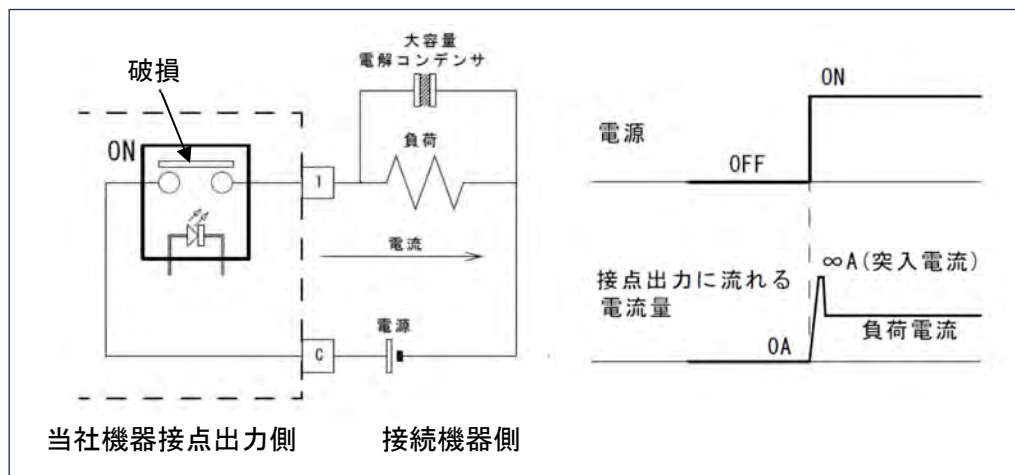 大容量
電解コンデンサ
破損
負荷
ON
1
電流
電源
C
当社機器接点出力側
接続機器側
ON
電源
OFF
∞A(突入電流)
接点出力に流れる
電流量
負荷電流
0A